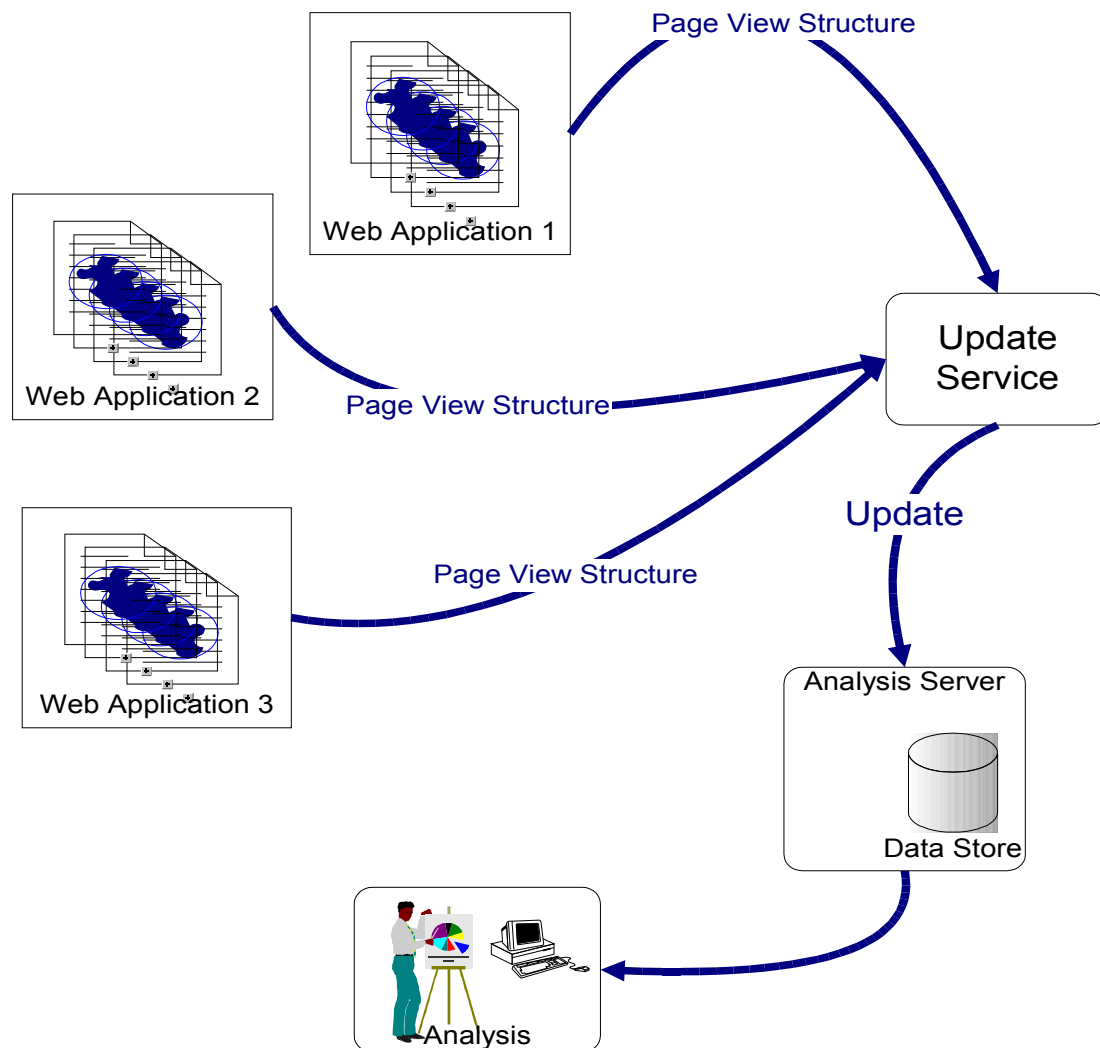 Page View Structure
Web Application 1
Web Application 2
Update
Service
Page View Structure
Update
Page View Structure
Web Application 3
Analysis Server
Data Store
Analysis